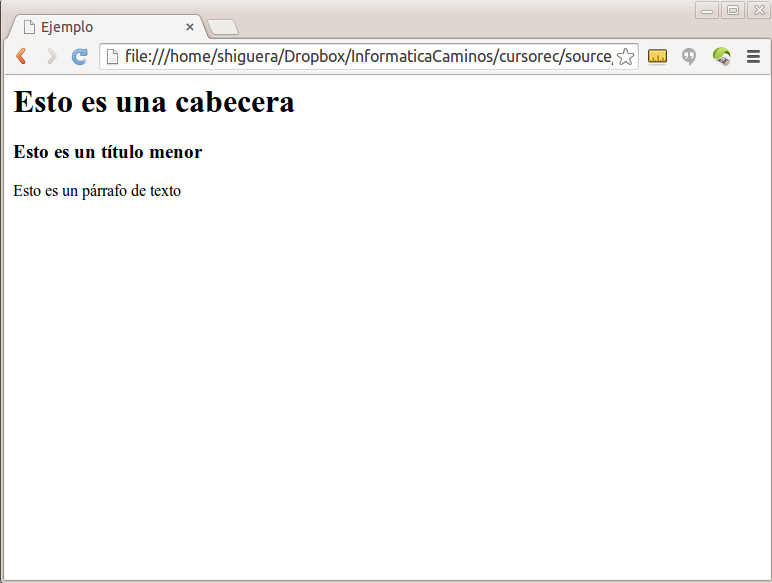 Ejemplo
file:///home/shiguera/Dropbox/InformaticaCaminos/cursorec/source
Esto es una cabecera
Esto es un título menor
Esto es un párrafo de texto